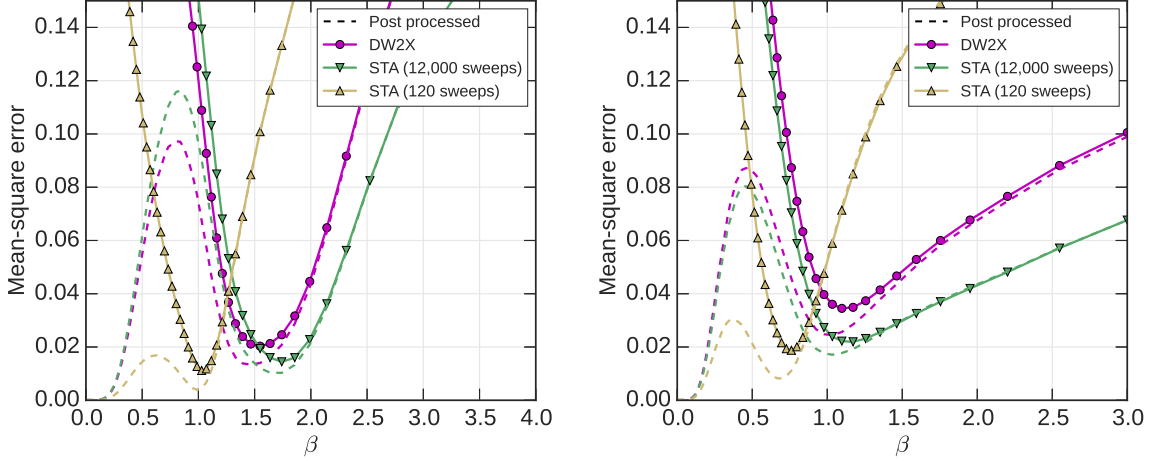 Mean-square error
0.14
0.12
0.10
0.08
0.06
0.04
0.02
0.00
0.0 0.5 1.0 1.5 2.0 2.5 3.0 3.5 4.0
β
Post processed
DW2X
STA (12,000 sweeps)
STA (120 sweeps)
Mean-square error
0.14
0.12
0.10
0.08
0.06
0.04
0.02
0.00
0.0 0.5 1.0 1.5 2.0 2.5 3.0
β
Post processed
DW2X
STA (12,000 sweeps)
STA (120 sweeps)